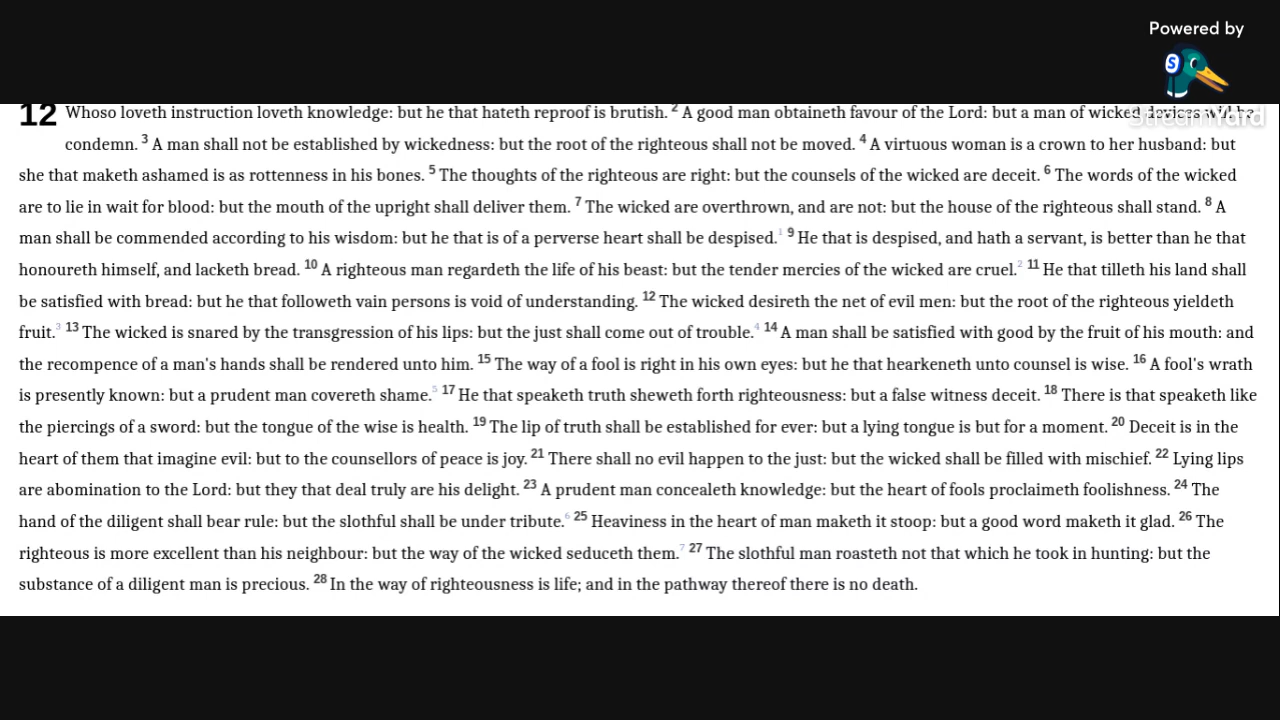 Powered by
S
StreamYard
12 Whoso loveth instruction loveth knowledge: but he that hateth reproof is brutish. 2 A good man obtaineth favour of the Lord: but a man of wicked devices will he
condemn. 3 A man shall not be established by wickedness: but the root of the righteous shall not be moved. 4 A virtuous woman is a crown to her husband: but
she that maketh ashamed is as rottenness in his bones. 5 The thoughts of the righteous are right: but the counsels of the wicked are deceit. 6 The words of the wicked
are to lie in wait for blood: but the mouth of the upright shall deliver them. 7 The wicked are overthrown, and are not: but the house of the righteous shall stand. 8 A
man shall be commended according to his wisdom: but he that is of a perverse heart shall be despised.1 9 He that is despised, and hath a servant, is better than he that
honoureth himself, and lacketh bread. 10 A righteous man regardeth the life of his beast: but the tender mercies of the wicked are cruel.2 11 He that tilleth his land shall
be satisfied with bread: but he that followeth vain persons is void of understanding. 12 The wicked desireth the net of evil men: but the root of the righteous yieldeth
fruit.3 13 The wicked is snared by the transgression of his lips: but the just shall come out of trouble.4 14 A man shall be satisfied with good by the fruit of his mouth: and
the recompence of a man's hands shall be rendered unto him. 15 The way of a fool is right in his own eyes: but he that hearkeneth unto counsel is wise. 16 A fool's wrath
is presently known: but a prudent man covereth shame.5 17 He that speaketh truth sheweth forth righteousness: but a false witness deceit. 18 There is that speaketh like
the piercings of a sword: but the tongue of the wise is health. 19 The lip of truth shall be established for ever: but a lying tongue is but for a moment. 20 Deceit is in the
heart of them that imagine evil: but to the counsellors of peace is joy. 21 There shall no evil happen to the just: but the wicked shall be filled with mischief. 22 Lying lips
are abomination to the Lord: but they that deal truly are his delight. 23 A prudent man concealeth knowledge: but the heart of fools proclaimeth foolishness. 24 The
hand of the diligent shall bear rule: but the slothful shall be under tribute.6 25 Heaviness in the heart of man maketh it stoop: but a good word maketh it glad. 26 The
righteous is more excellent than his neighbour: but the way of the wicked seduceth them.7 27 The slothful man roasteth not that which he took in hunting: but the
substance of a diligent man is precious. 28 In the way of righteousness is life; and in the pathway thereof there is no death.